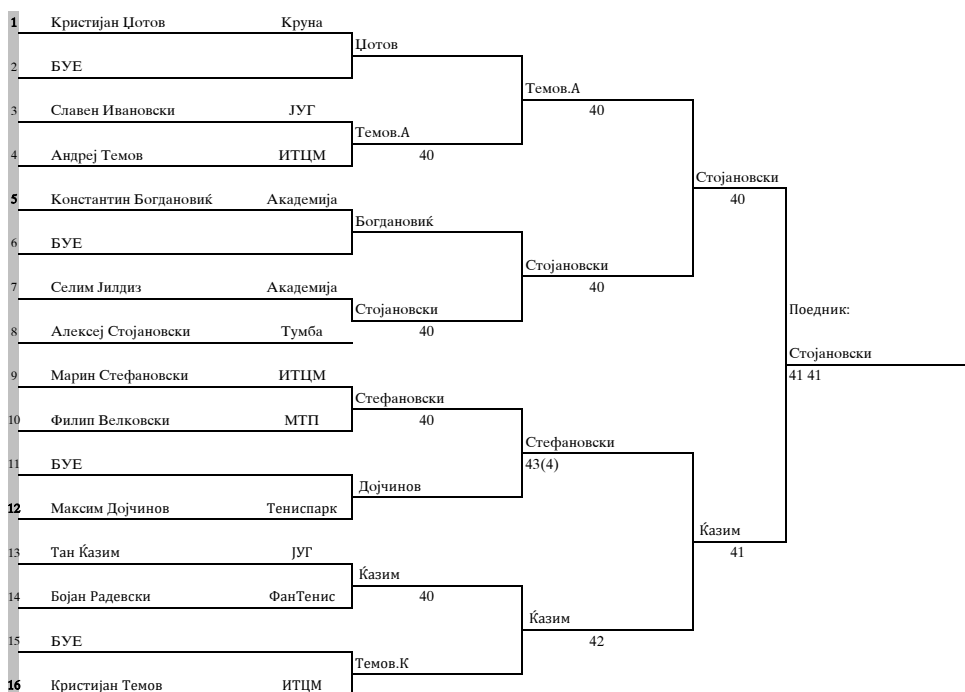 1 Кристијан Џотов Круна
Џотов
2 БУЕ
Темов.А
40
3 Славен Ивановски ЈУГ
Темов.А
40
4 Андреј Темов ИТЦМ
Стојановски
40
5 Константин Богдановиќ Академија
Богдановиќ
6 БУЕ
Стојановски
40
7 Селим Јилдиз Академија
Стојановски
40
8 Алексеј Стојановски Тумба
Поедник:
Стојановски
41 41
9 Марин Стефановски ИТЦМ
Стефановски
40
10 Филип Велковски МТП
Стефановски
43(4)
11 БУЕ
Дојчинов
12 Максим Дојчинов Тениспарк
Ќазим
41
13 Тан Ќазим ЈУГ
Ќазим
40
14 Бојан Радевски ФанТенис
Ќазим
42
15 БУЕ
Темов.К
16 Кристијан Темов ИТЦМ